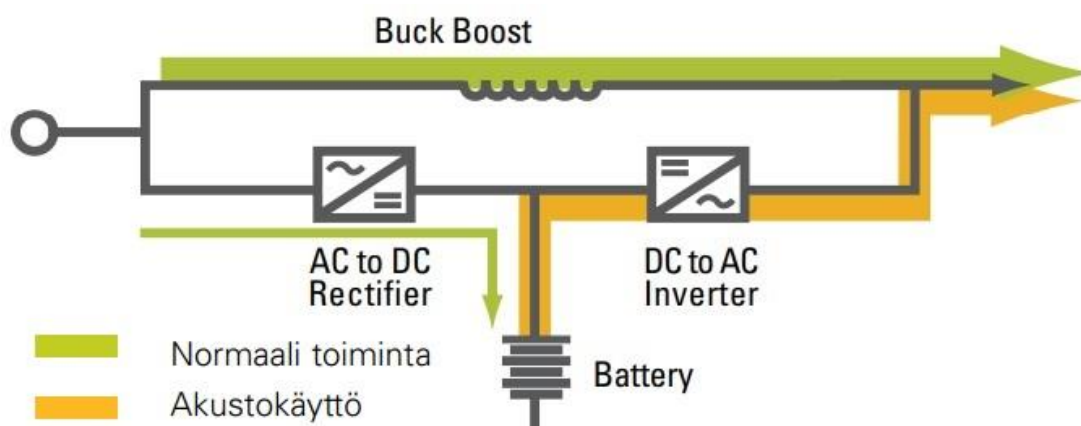 Buck Boost
AC to DC
Rectifier
DC to AC
Inverter
Battery
Normaali toiminta
Akustokäyttö